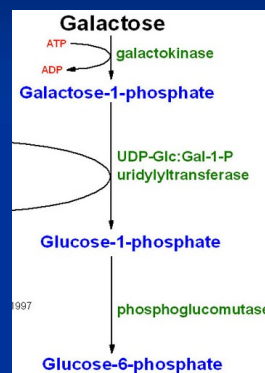 Galactose
ATP
galactokinase
ADP
Galactose-1-phosphate
UDP-Glc:Gal-1-P
uridylyltransferase
Glucose-1-phosphate
1997
phosphoglucomutase
Glucose-6-phosphate